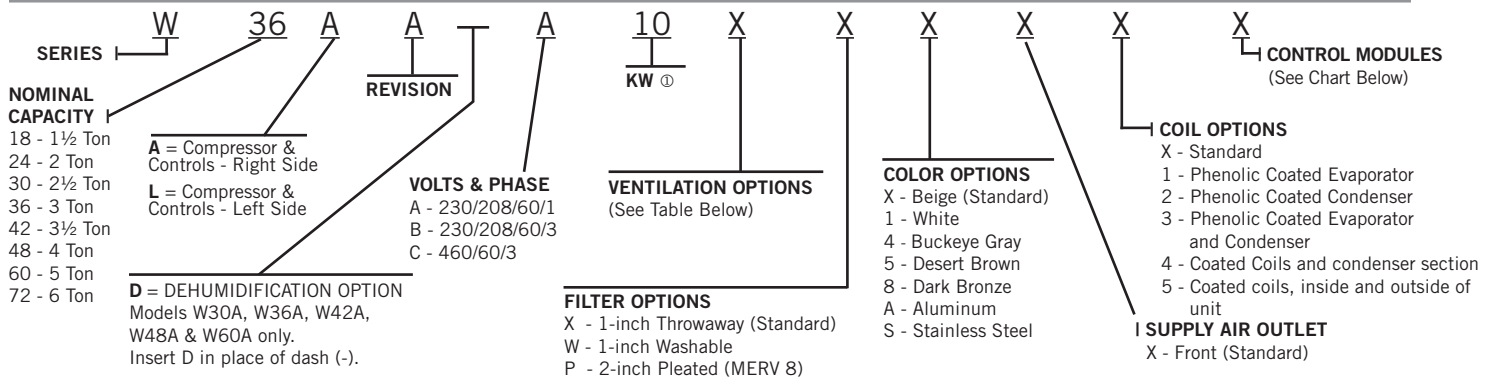 W 36 A A — A 10 X X X X X X
SERIES
CONTROL MODULES
(See Chart Below)
NOMINAL
CAPACITY
18 - 1½ Ton
24 - 2 Ton
30 - 2½ Ton
36 - 3 Ton
42 - 3½ Ton
48 - 4 Ton
60 - 5 Ton
72 - 6 Ton
A = Compressor &
Controls - Right Side
L = Compressor &
Controls - Left Side
REVISION
D = DEHUMIDIFICATION OPTION
Models W30A, W36A, W42A,
W48A & W60A only.
Insert D in place of dash (-).
VOLTS & PHASE
A - 230/208/60/1
B - 230/208/60/3
C - 460/60/3
KW ①
VENTILATION OPTIONS
(See Table Below)
FILTER OPTIONS
X - 1-inch Throwaway (Standard)
W - 1-inch Washable
P - 2-inch Pleated (MERV 8)
COLOR OPTIONS
X - Beige (Standard)
1 - White
4 - Buckeye Gray
5 - Desert Brown
8 - Dark Bronze
A - Aluminum
S - Stainless Steel
SUPPLY AIR OUTLET
X - Front (Standard)
COIL OPTIONS
X - Standard
1 - Phenolic Coated Evaporator
2 - Phenolic Coated Condenser
3 - Phenolic Coated Evaporator
and Condenser
4 - Coated Coils and condenser section
5 - Coated coils, inside and outside of
unit